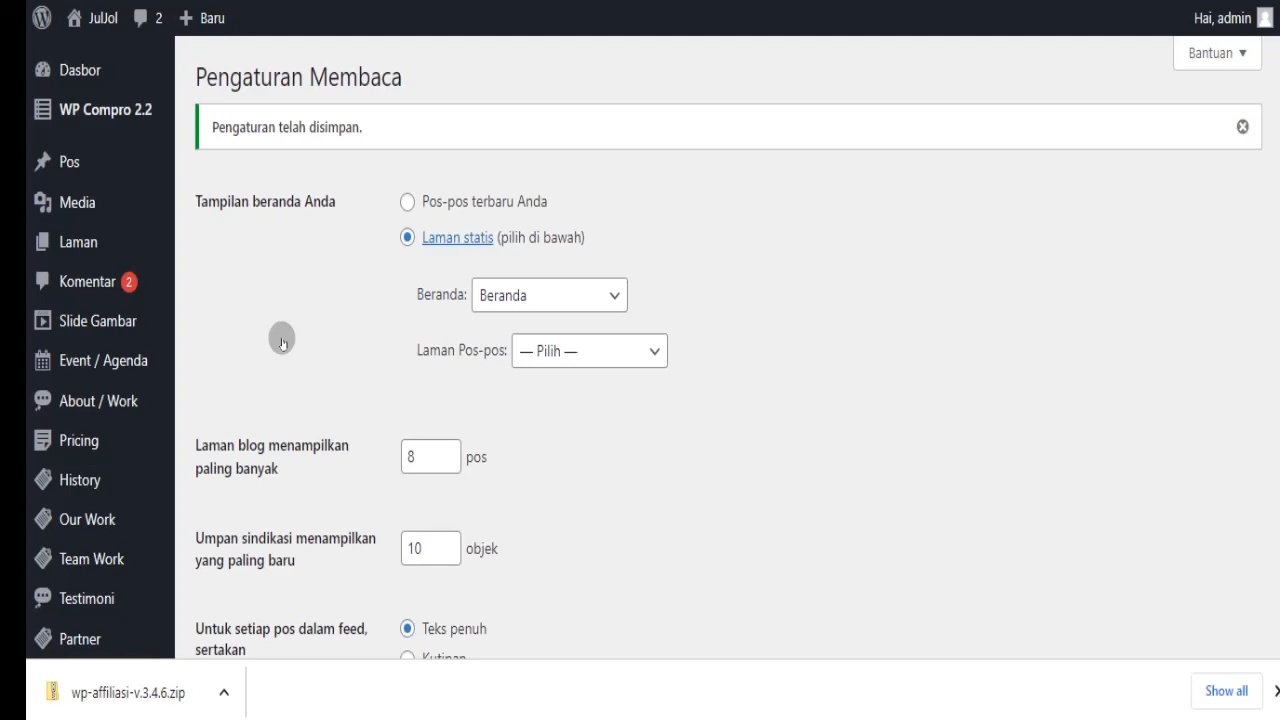 JulJol 2 Baru Hai, admin
Bantuan
Dasbor
WP Compro 2.2
Pos
Media
Laman
Komentar 2
Slide Gambar
Event / Agenda
About / Work
Pricing
History
Our Work
Team Work
Testimoni
Partner
Pengaturan Membaca
Pengaturan telah disimpan.
Tampilan beranda Anda
Pos-pos terbaru Anda
Laman statis (pilih di bawah)
Beranda: Beranda
Laman Pos-pos: — Pilih —
Laman blog menampilkan
paling banyak
8 pos
Umpan sindikasi menampilkan
yang paling baru
10 objek
Untuk setiap pos dalam feed,
sertakan
Teks penuh
Kutipan
wp-affiliasi-v.3.4.6.zip
Show all